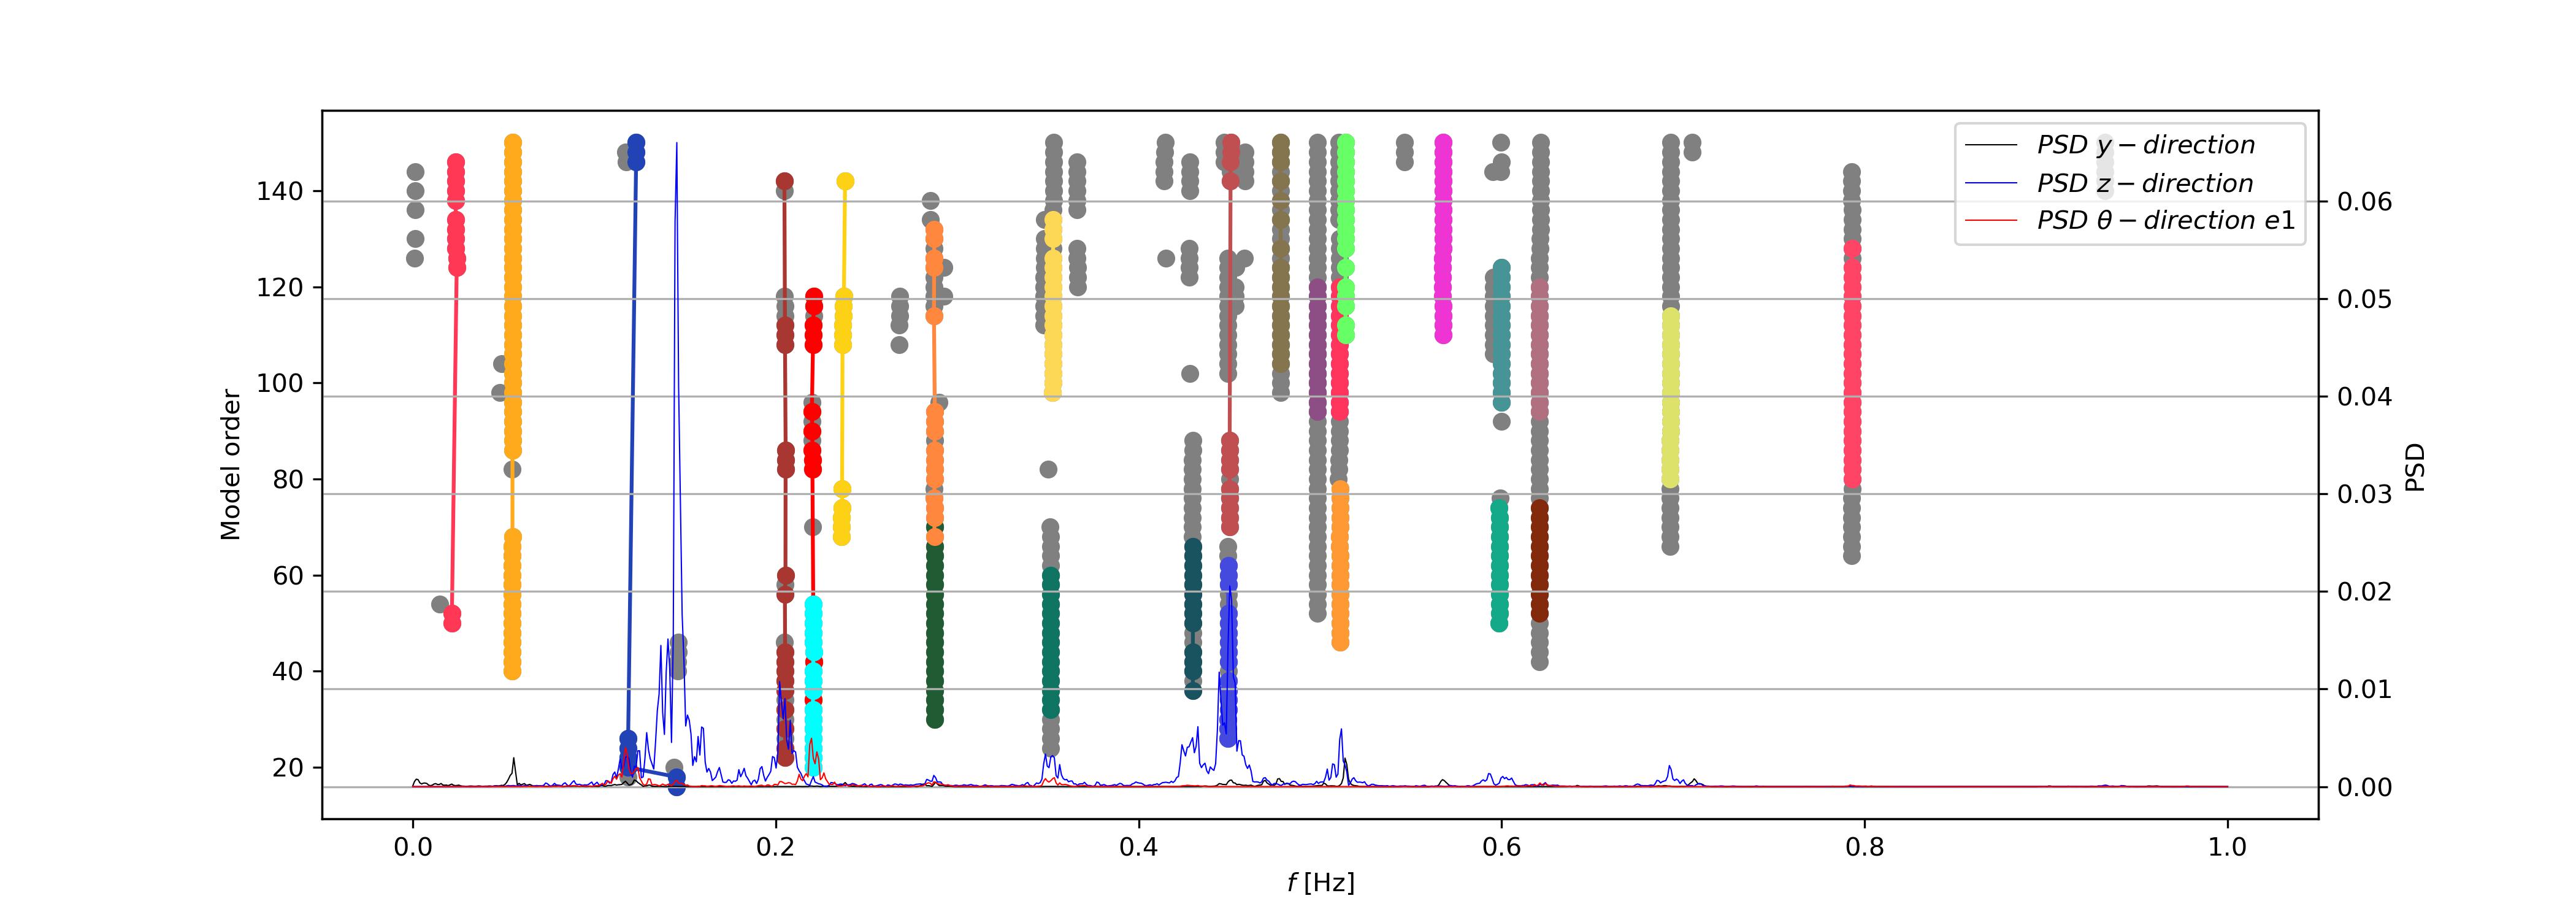 PSD y − direction
PSD z − direction
PSD θ − direction e1
Model order
140
120
100
80
60
40
20
0.06
0.05
0.04
0.03
0.02
0.01
0.00
PSD
0.0 0.2 0.4 0.6 0.8 1.0
f [Hz]